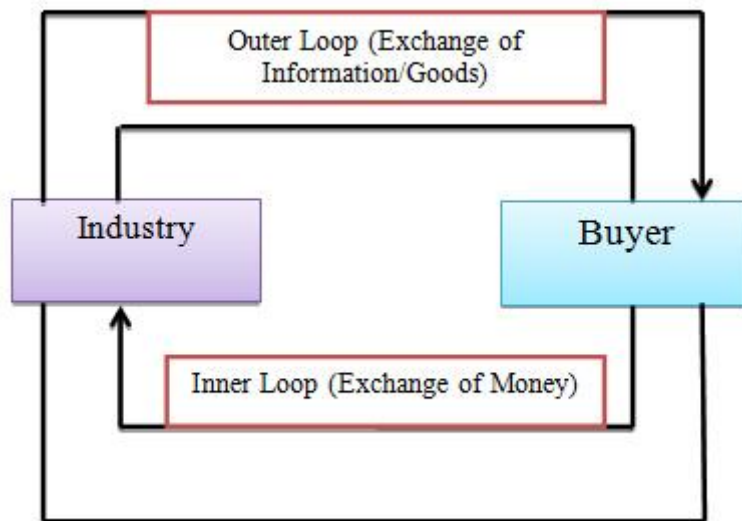 Outer Loop (Exchange of
Information/Goods)
Industry
Buyer
Inner Loop (Exchange of Money)